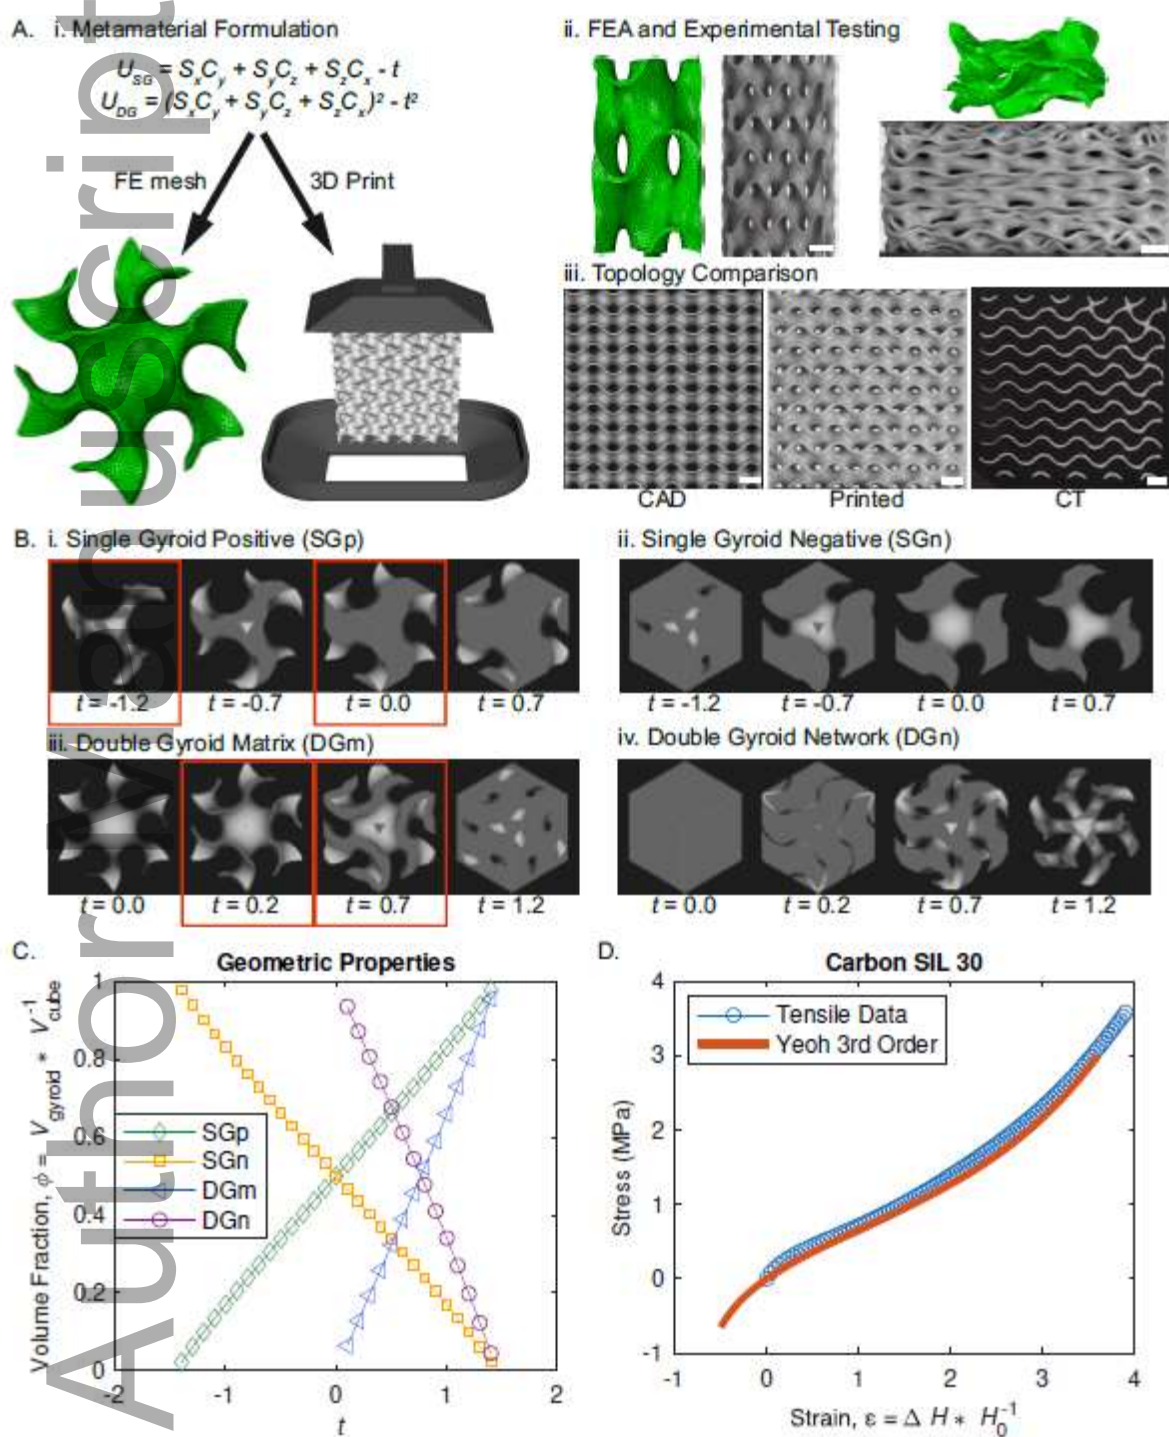 A. i. Metamaterial Formulation
U_SG = S_xC_y + S_yC_z + S_zC_x - t
U_DG = (S_xC_y + S_yC_z + S_zC_x)² - t²
FE mesh
3D Print
ii. FEA and Experimental Testing
iii. Topology Comparison
CAD
Printed
CT
B. i. Single Gyroid Positive (SGp)
t = -1.2
t = -0.7
t = 0.0
t = 0.7
ii. Single Gyroid Negative (SGn)
t = -1.2
t = -0.7
t = 0.0
t = 0.7
iii. Double Gyroid Matrix (DGm)
t = 0.0
t = 0.2
t = 0.7
t = 1.2
iv. Double Gyroid Network (DGn)
t = 0.0
t = 0.2
t = 0.7
t = 1.2
C.
Geometric Properties
Volume Fraction, ϕ = V_gyroid * V_cube^-1
1
0.8
0.6
0.4
0.2
0
SGp
SGn
DGm
DGn
-2
-1
0
1
2
t
D.
Carbon SIL 30
Stress (MPa)
4
3
2
1
0
-1
Tensile Data
Yeoh 3rd Order
-1
0
1
2
3
4
Strain, ε = Δ H * H_0^-1
Author Manuscript